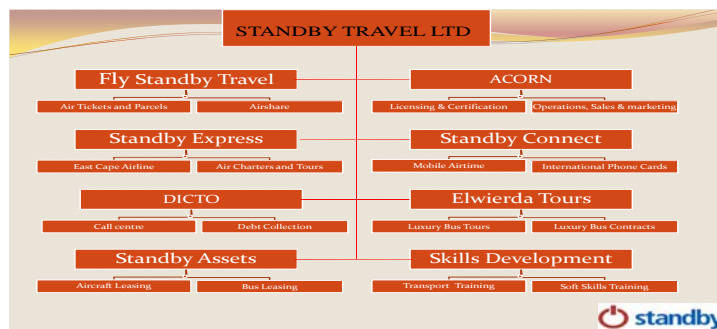 STANDBY TRAVEL LTD
Fly Standby Travel
ACORN
Air Tickets and Parcels
Airshare
Licensing & Certification
Operations, Sales & marketing
Standby Express
Standby Connect
East Cape Airline
Air Charters and Tours
Mobile Airtime
International Phone Cards
DICTO
Elwierda Tours
Call centre
Debt Collection
Luxury Bus Tours
Luxury Bus Contracts
Standby Assets
Skills Development
Aircraft Leasing
Bus Leasing
Transport Training
Soft Skills Training
standby